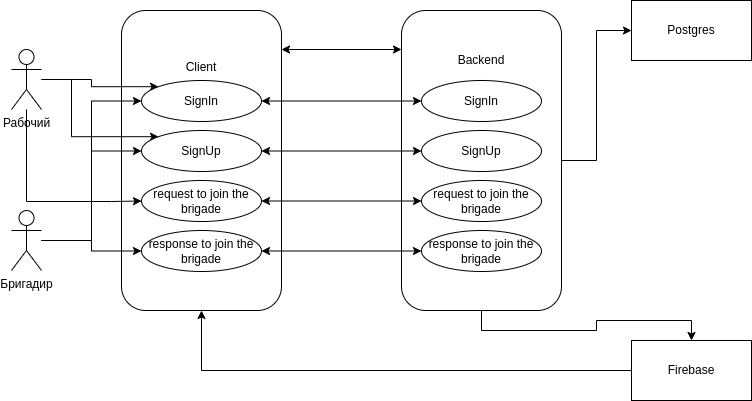 Postgres
Client
Backend
SignIn
SignIn
Рабочий
SignUp
SignUp
request to join the
brigade
request to join the
brigade
response to join the
brigade
response to join the
brigade
Бригадир
Firebase